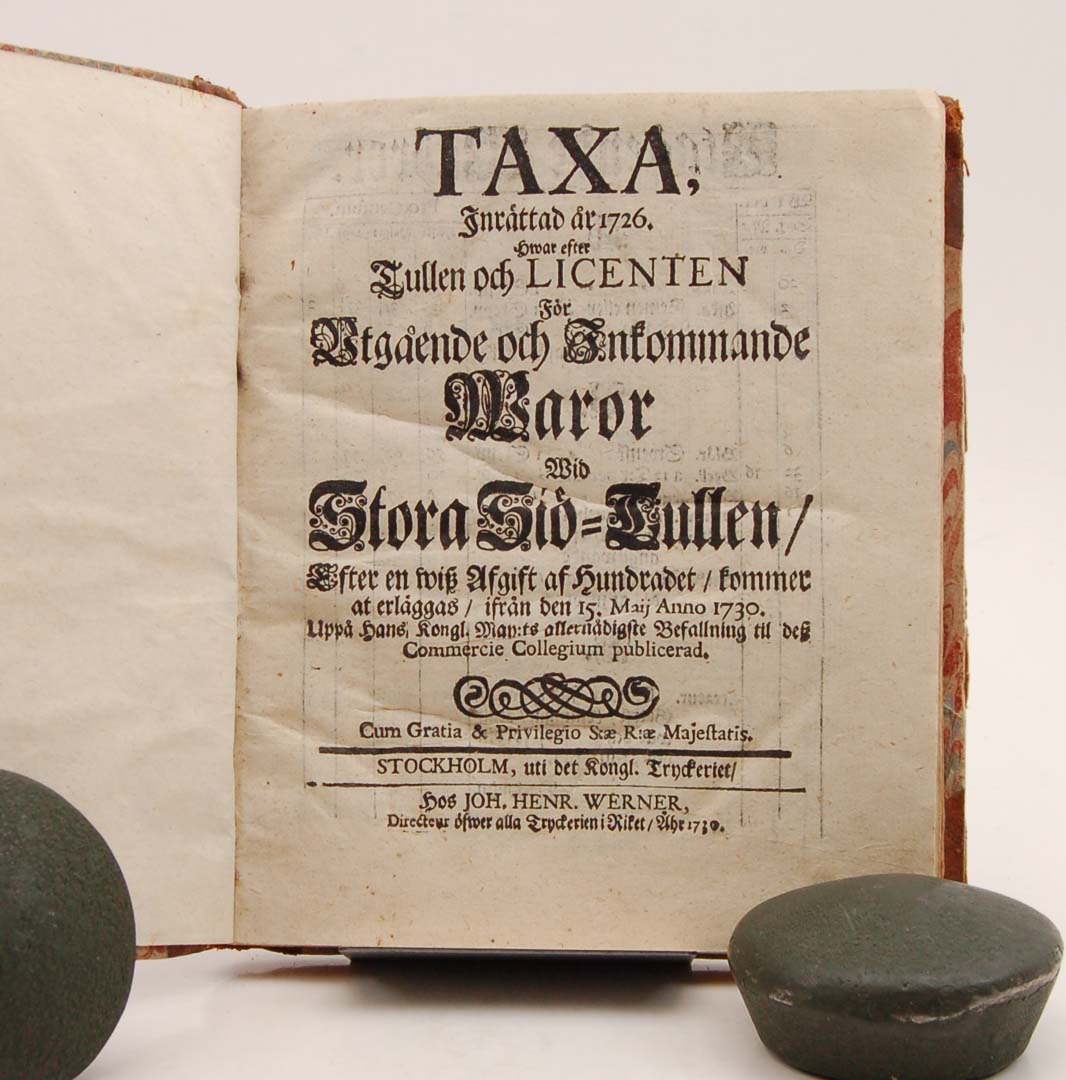 TAXA,
Inrättad år 1726.
Hwar efter
Tullen och LICENTEN
För
Utgående och Inkommande
Waror
Wid
Stora Siö-Tullen/
Efter en wiß Afgift af Hundradet / kommer
at erläggas / ifrån den 15. Maij Anno 1730.
Uppå Hans Kongl. May:ts allernådigste Befallning til deß
Commercie Collegium publicerad.
Cum Gratia & Privilegio S:æ R:æ Majestatis.
STOCKHOLM, uti det Kongl. Tryckeriet/
Hos JOH. HENR. WERNER,
Directeur öfwer alla Tryckerien i Riket / Åhr 1730.